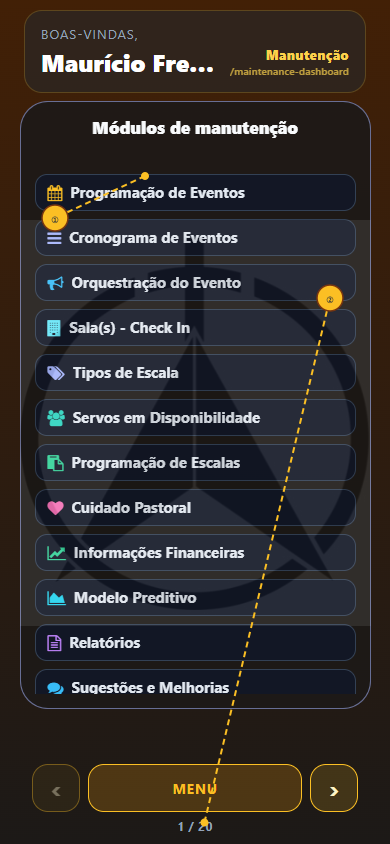 BOAS-VINDAS,
Maurício Fre...
Manutenção
/maintenance-dashboard
Módulos de manutenção
Programação de Eventos
①
Cronograma de Eventos
Orquestração do Evento
②
Sala(s) - Check In
Tipos de Escala
Servos em Disponibilidade
Programação de Escalas
Cuidado Pastoral
Informações Financeiras
Modelo Preditivo
Relatórios
Sugestões e Melhorias
‹ MENU ›
1 / 20